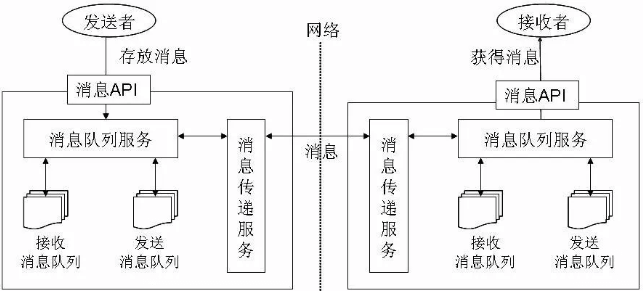 发送者
网络
接收者
存放消息
获得消息
消息API
消息API
消息队列服务
消息队列服务
消息
消息传递服务
消息传递服务
接收
消息队列
发送
消息队列
接收
消息队列
发送
消息队列